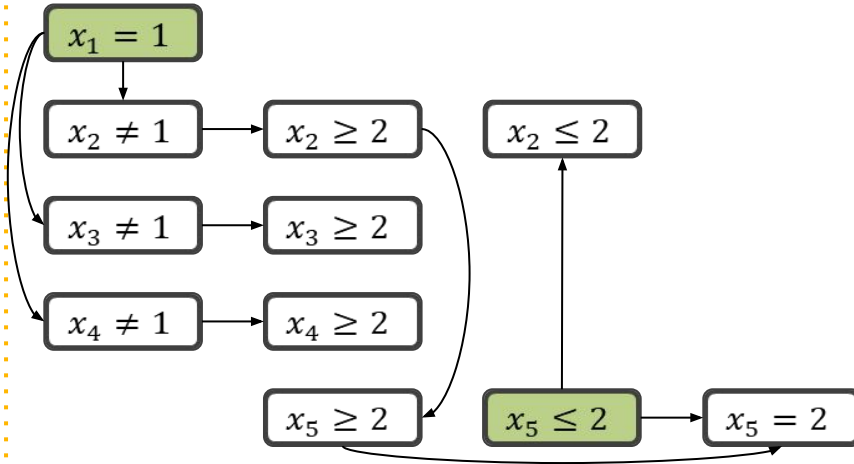 x₁ = 1
x₂ ≠ 1
x₂ ≥ 2
x₂ ≤ 2
x₃ ≠ 1
x₃ ≥ 2
x₄ ≠ 1
x₄ ≥ 2
x₅ ≥ 2
x₅ ≤ 2
x₅ = 2